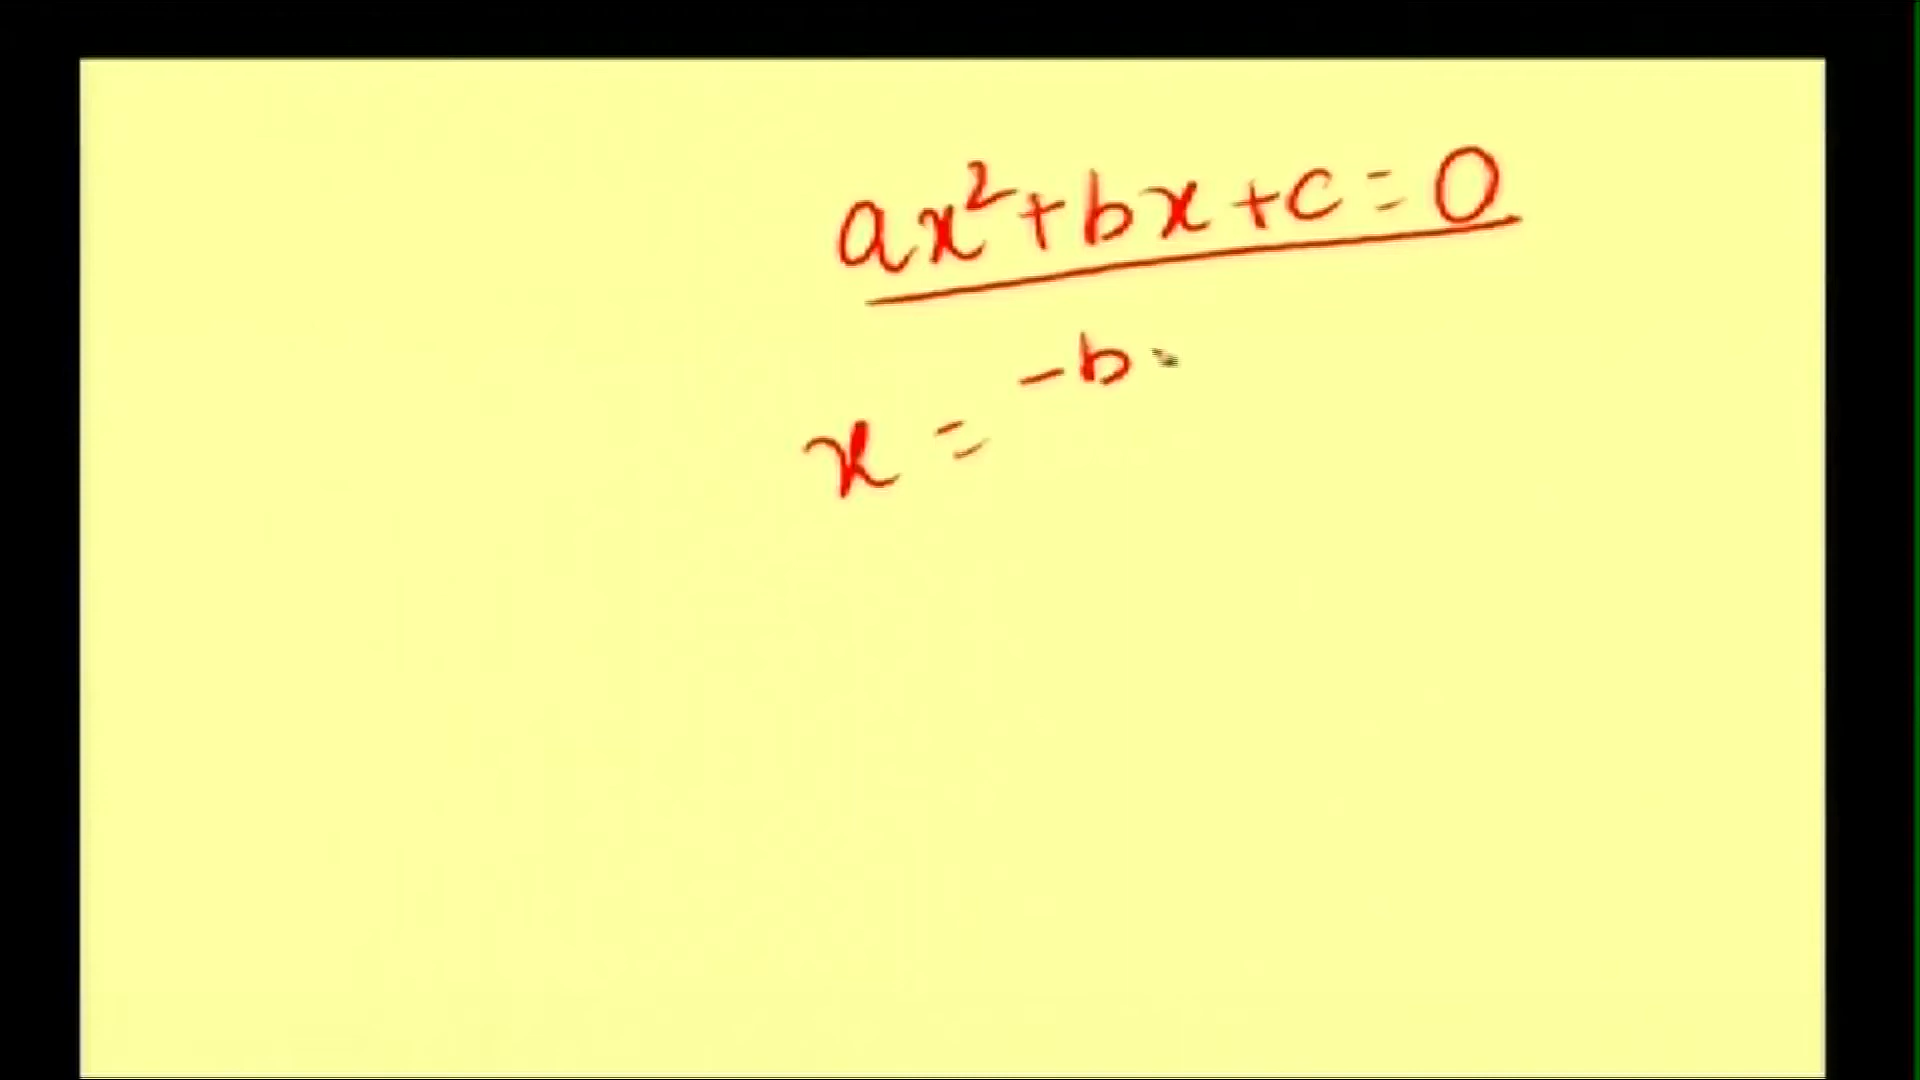 ax²+bx+c=0
x = -b